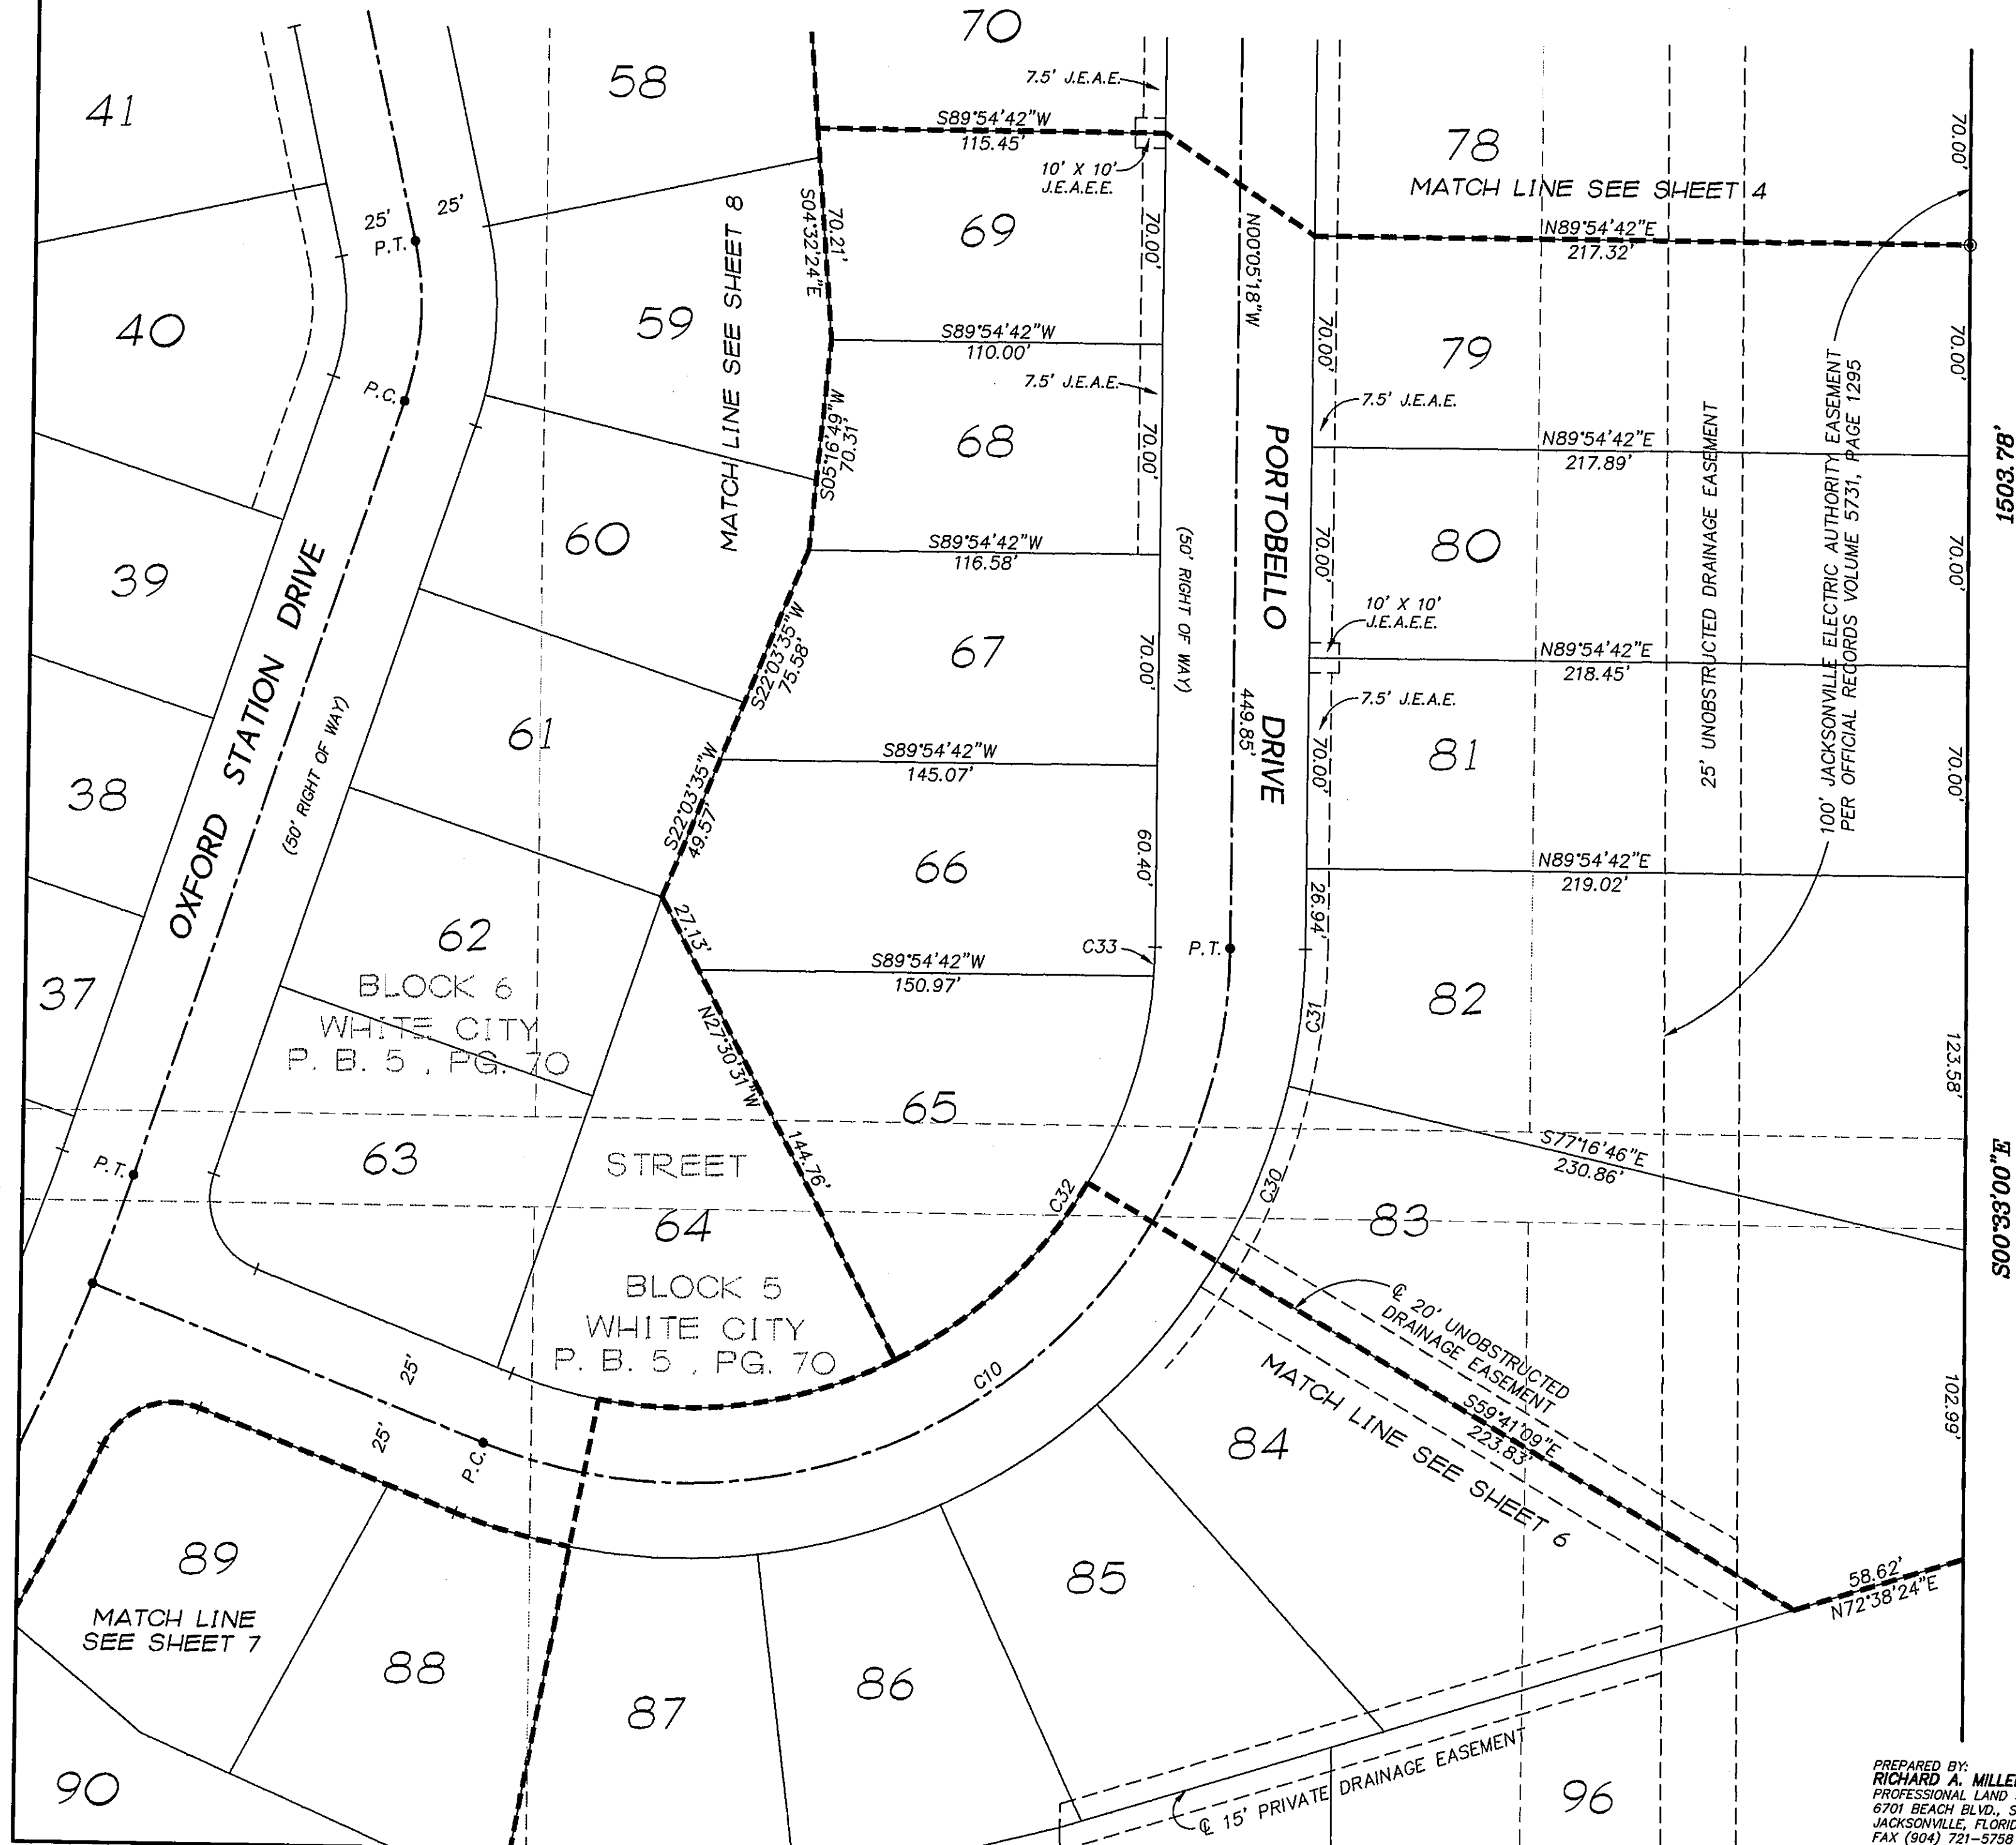 70
58
41
7.5' J.E.A.E.
S89°54'42"W
115.45'
10' X 10'
J.E.A.E.E.
78
MATCH LINE SEE SHEET 4
70.00'
N89°54'42"E
217.32'
25'
25'
P.T.
S04°32'24"E
70.21'
69
70.00'
N00°05'18"W
40
59
MATCH LINE SEE SHEET 8
S89°54'42"W
110.00'
7.5' J.E.A.E.
70.00'
79
70.00'
P.C.
S05°16'49"W
70.31'
68
70.00'
7.5' J.E.A.E.
N89°54'42"E
217.89'
25' UNOBSTRUCTED DRAINAGE EASEMENT
100' JACKSONVILLE ELECTRIC AUTHORITY EASEMENT
PER OFFICIAL RECORDS VOLUME 5731, PAGE 1295
1503.78'
60
39
S89°54'42"W
116.58'
(50' RIGHT OF WAY)
PORTOBELLO DRIVE
70.00'
80
70.00'
10' X 10'
J.E.A.E.E.
OXFORD STATION DRIVE
(50' RIGHT OF WAY)
S22°03'35"W
75.58'
67
70.00'
449.85'
N89°54'42"E
218.45'
7.5' J.E.A.E.
61
38
S22°03'35"W
49.57'
S89°54'42"W
145.07'
70.00'
81
70.00'
66
60.40'
N89°54'42"E
219.02'
26.94'
62
27.13'
C33
P.T.
S89°54'42"W
150.97'
37
BLOCK 6
WHITE CITY
P. B. 5 , PG. 70
N27°30'31"W
144.76'
C31
82
123.58'
65
63
P.T.
STREET
C32
C30
S77°16'46"E
230.86'
S00°33'00"E
64
83
BLOCK 5
WHITE CITY
P. B. 5 , PG. 70
℄ 20' UNOBSTRUCTED
DRAINAGE EASEMENT
25'
25'
C10
S59°41'09"E
223.83'
MATCH LINE SEE SHEET 6
102.99'
P.C.
84
89
MATCH LINE
SEE SHEET 7
85
58.62'
N72°38'24"E
88
87
86
90
℄ 15' PRIVATE DRAINAGE EASEMENT
96
PREPARED BY:
RICHARD A. MILLE
PROFESSIONAL LAND
6701 BEACH BLVD., S
JACKSONVILLE, FLORI
FAX (904) 721-5758